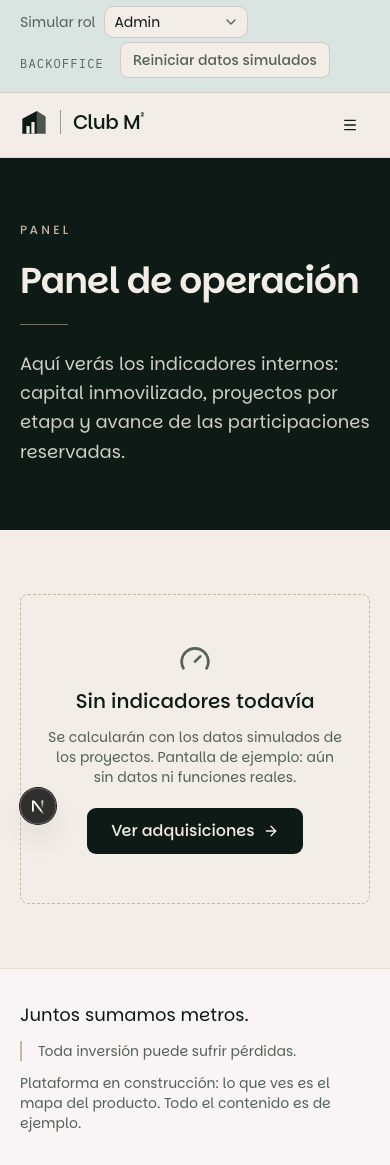 Simular rol Admin
BACKOFFICE Reiniciar datos simulados
Club M²
PANEL
Panel de operación
Aquí verás los indicadores internos:
capital inmovilizado, proyectos por
etapa y avance de las participaciones
reservadas.
Sin indicadores todavía
Se calcularán con los datos simulados de
los proyectos. Pantalla de ejemplo: aún
sin datos ni funciones reales.
N
Ver adquisiciones →
Juntos sumamos metros.
Toda inversión puede sufrir pérdidas.
Plataforma en construcción: lo que ves es el
mapa del producto. Todo el contenido es de
ejemplo.